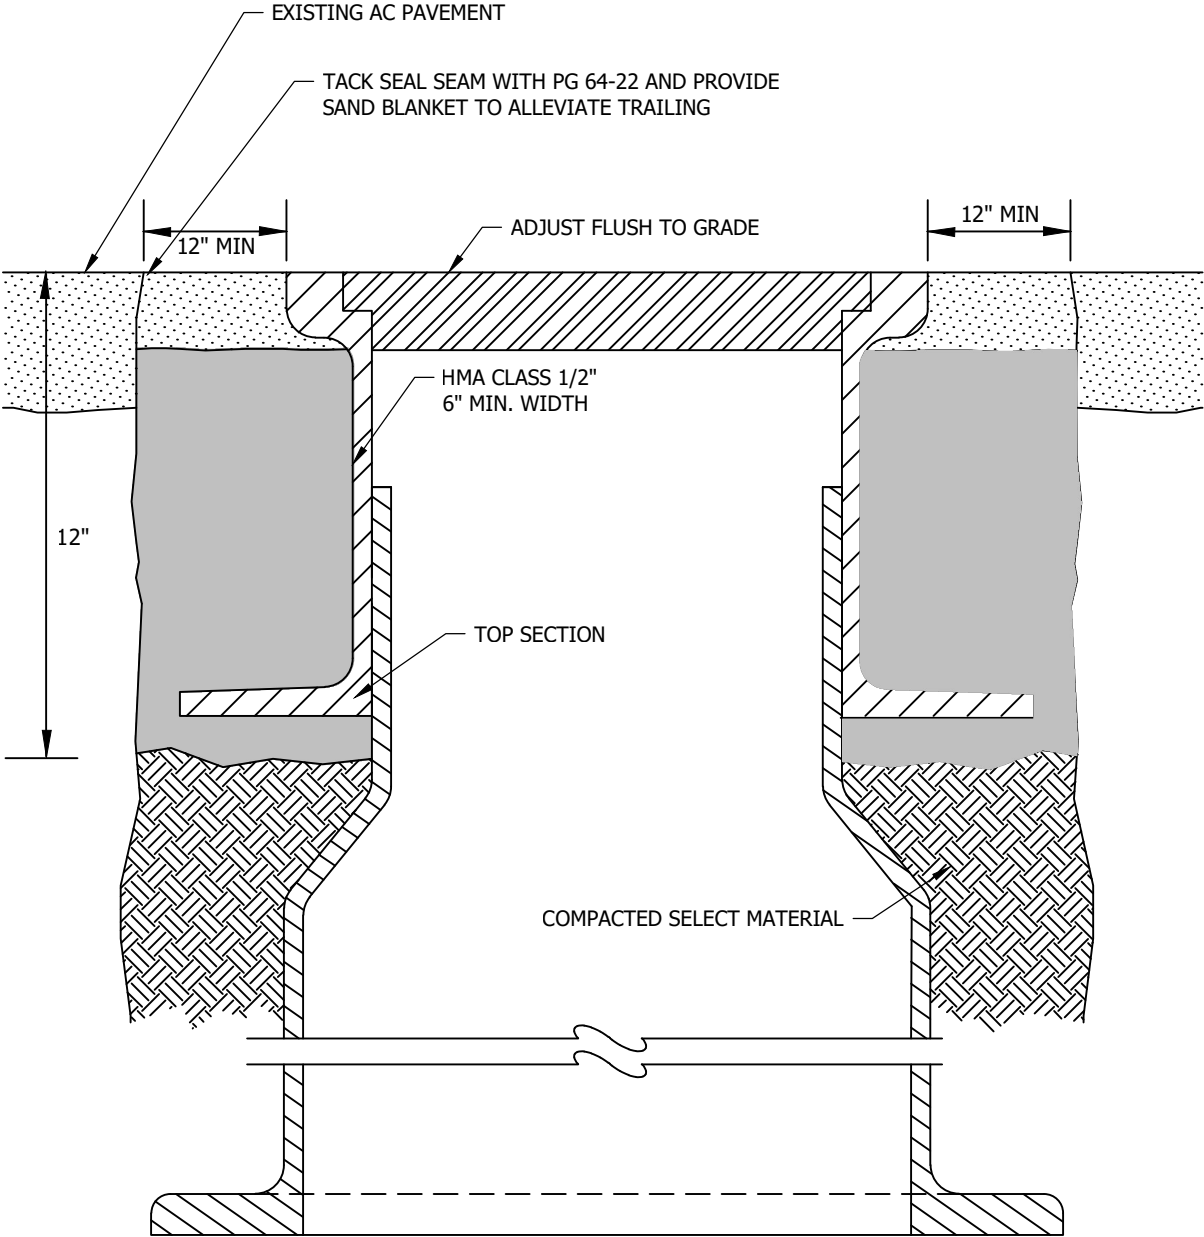 EXISTING AC PAVEMENT
TACK SEAL SEAM WITH PG 64-22 AND PROVIDE
SAND BLANKET TO ALLEVIATE TRAILING
12" MIN
ADJUST FLUSH TO GRADE
12" MIN
HMA CLASS 1/2"
6" MIN. WIDTH
12"
TOP SECTION
COMPACTED SELECT MATERIAL